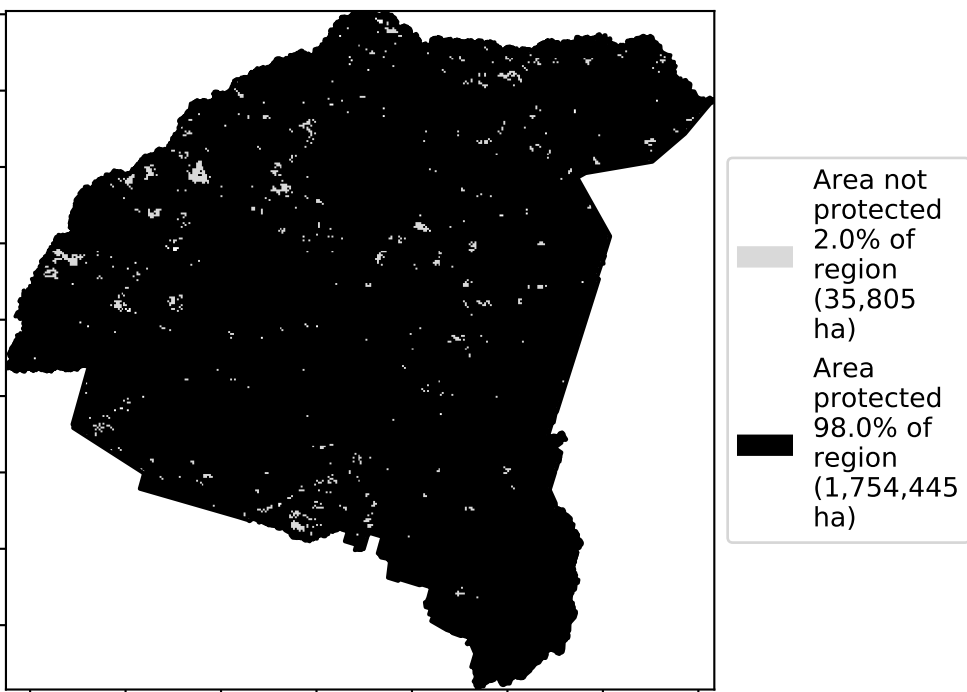 Area not
protected
2.0% of
region
(35,805
ha)
Area
protected
98.0% of
region
(1,754,445
ha)